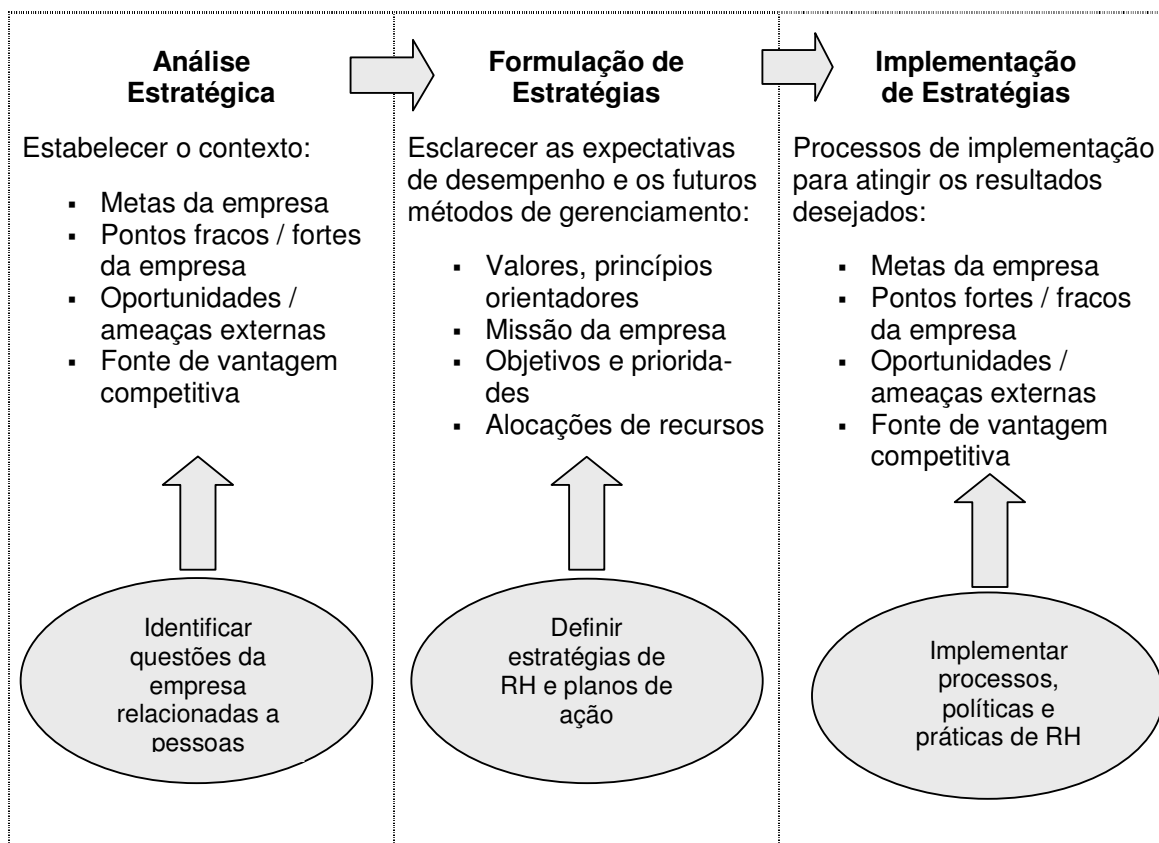 Análise
Estratégica
Estabelecer o contexto:
▪ Metas da empresa
▪ Pontos fracos / fortes
da empresa
▪ Oportunidades /
ameaças externas
▪ Fonte de vantagem
competitiva
Identificar
questões da
empresa
relacionadas a
pessoas
Formulação de
Estratégias
Esclarecer as expectativas
de desempenho e os futuros
métodos de gerenciamento:
▪ Valores, princípios
orientadores
▪ Missão da empresa
▪ Objetivos e priorida-
des
▪ Alocações de recursos
Definir
estratégias de
RH e planos de
ação
Implementação
de Estratégias
Processos de implementação
para atingir os resultados
desejados:
▪ Metas da empresa
▪ Pontos fortes / fracos
da empresa
▪ Oportunidades /
ameaças externas
▪ Fonte de vantagem
competitiva
Implementar
processos,
políticas e
práticas de RH